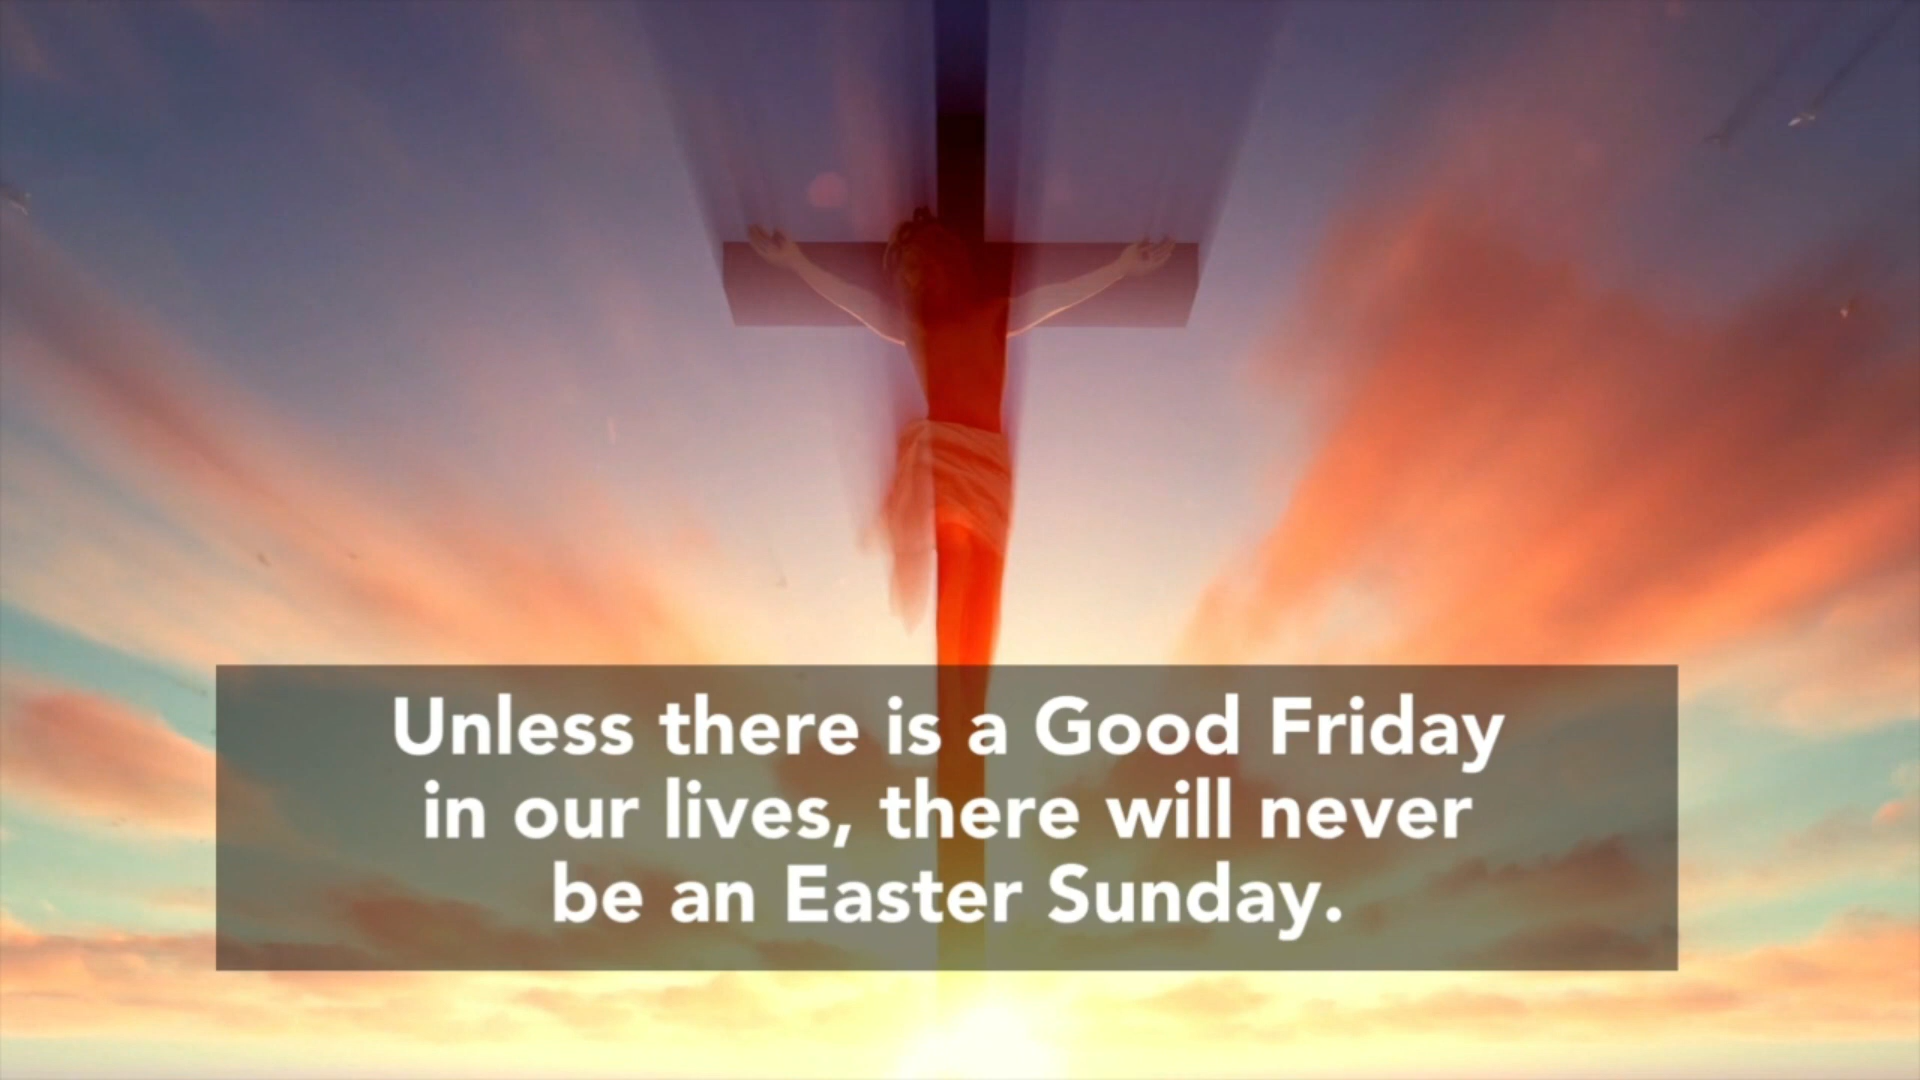 Unless there is a Good Friday
in our lives, there will never
be an Easter Sunday.